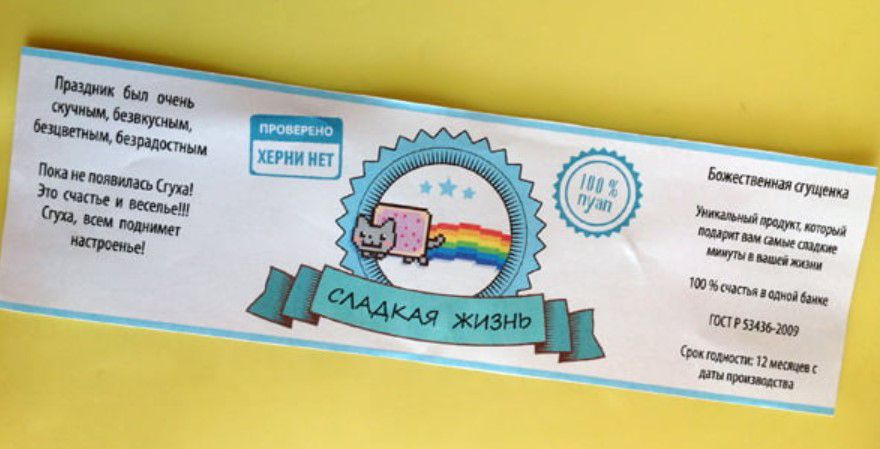 Праздник был очень
скучным, безвкусным,
безцветным, безрадостным
Пока не появилась Сгуха!
Это счастье и веселье!!!
Сгуха, всем поднимет
настроенье!
ПРОВЕРЕНО
ХЕРНИ НЕТ
СЛАДКАЯ ЖИЗНЬ
100 %
nyan
Божественная сгущенка
Уникальный продукт, который
подарит вам самые сладкие
минуты в вашей жизни
100 % счастья в одной банке
ГОСТ Р 53436-2009
Срок годности: 12 месяцев с
даты производства